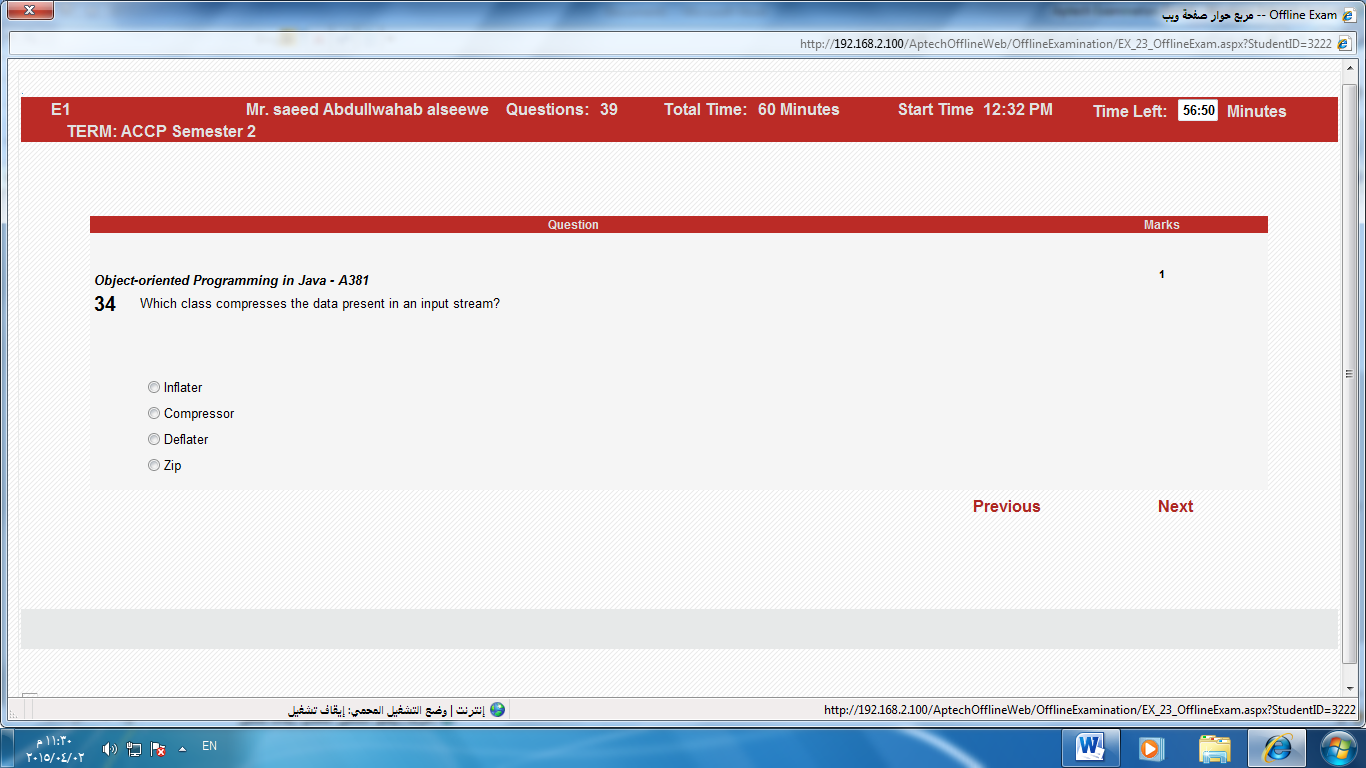 X
مربع حوار صفحة ويب -- Offline Exam
http://192.168.2.100/AptechOfflineWeb/OfflineExamination/EX_23_OfflineExam.aspx?StudentID=3222
E1 Mr. saeed Abdullwahab alseewe Questions: 39 Total Time: 60 Minutes Start Time 12:32 PM Time Left: 56:50 Minutes
TERM: ACCP Semester 2
Question Marks
Object-oriented Programming in Java - A381 1
34 Which class compresses the data present in an input stream?
Inflater
Compressor
Deflater
Zip
Previous Next
إنترنت | وضع التشغيل المحمي: إيقاف تشغيل http://192.168.2.100/AptechOfflineWeb/OfflineExamination/EX_23_OfflineExam.aspx?StudentID=3222
١١:٣٠ م EN
٢٠١٥/٠٤/٠٢